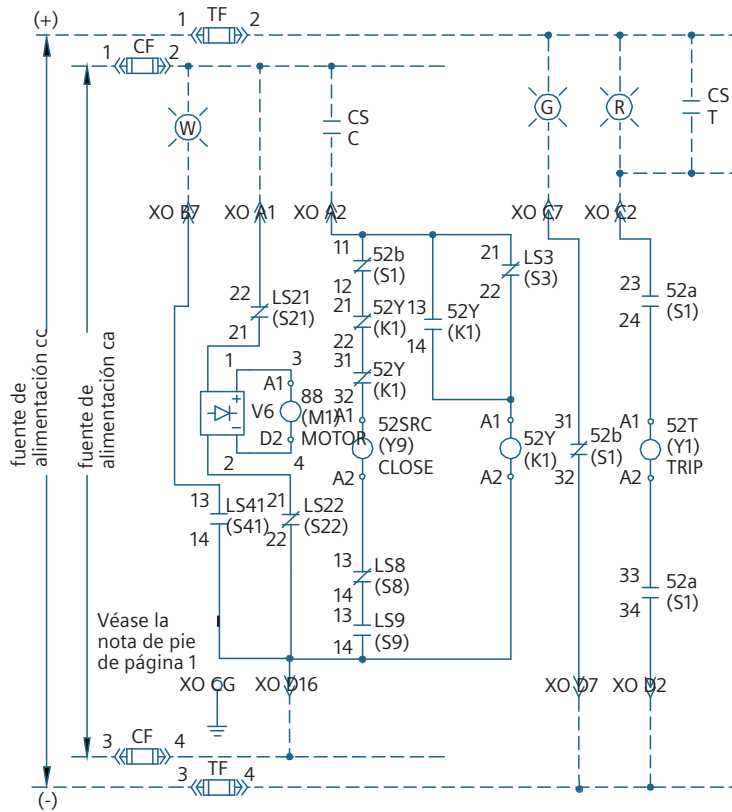 (+)
1 TF 2
1 CF 2
W
CS
C
G
R
CS
T
XO B7
XO A1
XO A2
XO C7
XO C2
22
LS21
(S21)
21
11
52b
(S1)
12
21
52Y
(K1)
22
31
52Y
(K1)
32
13
52Y
(K1)
14
21
LS3
(S3)
22
23
52a
(S1)
24
1
3
A1
88
(M1)
MOTOR
V6
+
−
D2
2
4
A1
52SRC
(Y9)
CLOSE
A2
A1
52Y
(K1)
A2
31
52b
(S1)
32
A1
52T
(Y1)
TRIP
A2
13
LS41
(S41)
14
21
LS22
(S22)
22
13
LS8
(S8)
14
13
LS9
(S9)
14
33
52a
(S1)
34
fuente de
alimentación cc
fuente de
alimentación ca
Véase la
nota de pie
de página 1
XO CG
XO D16
XO D7
XO D2
3 CF 4
3 TF 4
(-)